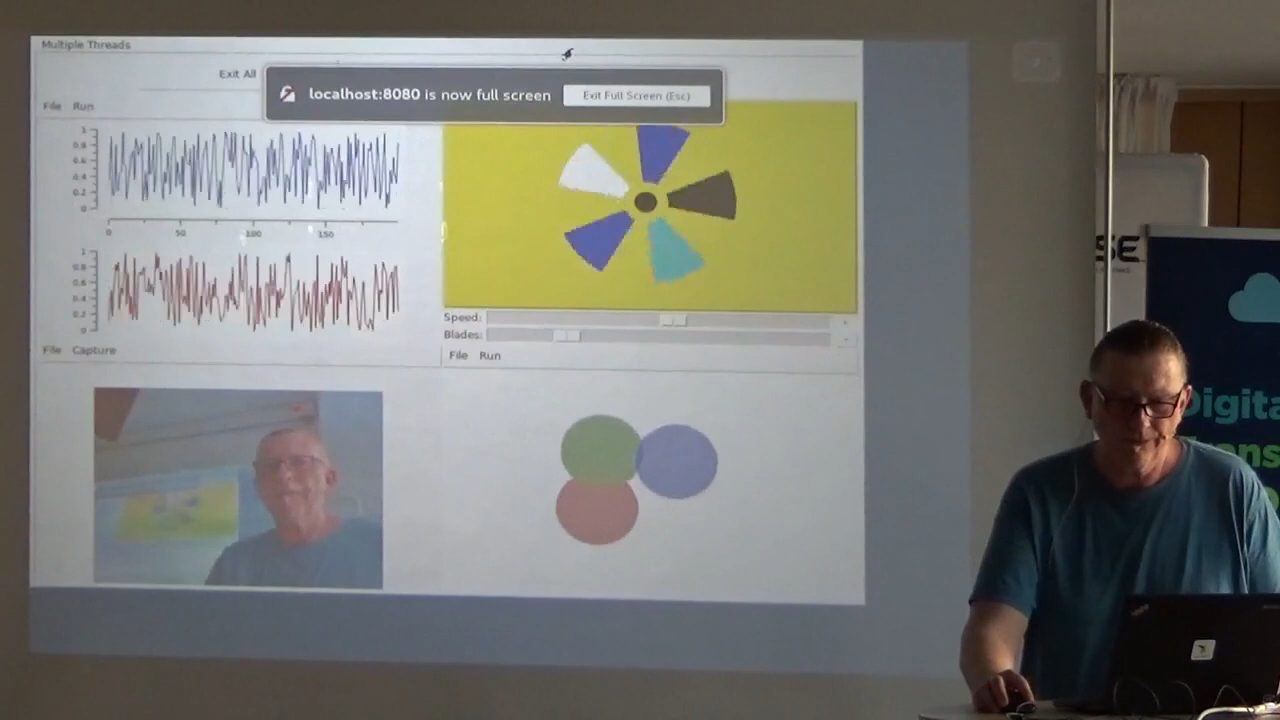 Multiple Threads
Exit All
localhost:8080 is now full screen
Exit Full Screen (Esc)
File Run
1
0.8
0.6
0.4
0.2
0
0 50 100 150
1
0.8
0.6
0.4
0.2
0
Speed:
Blades:
File Capture
File Run
SE
Digita